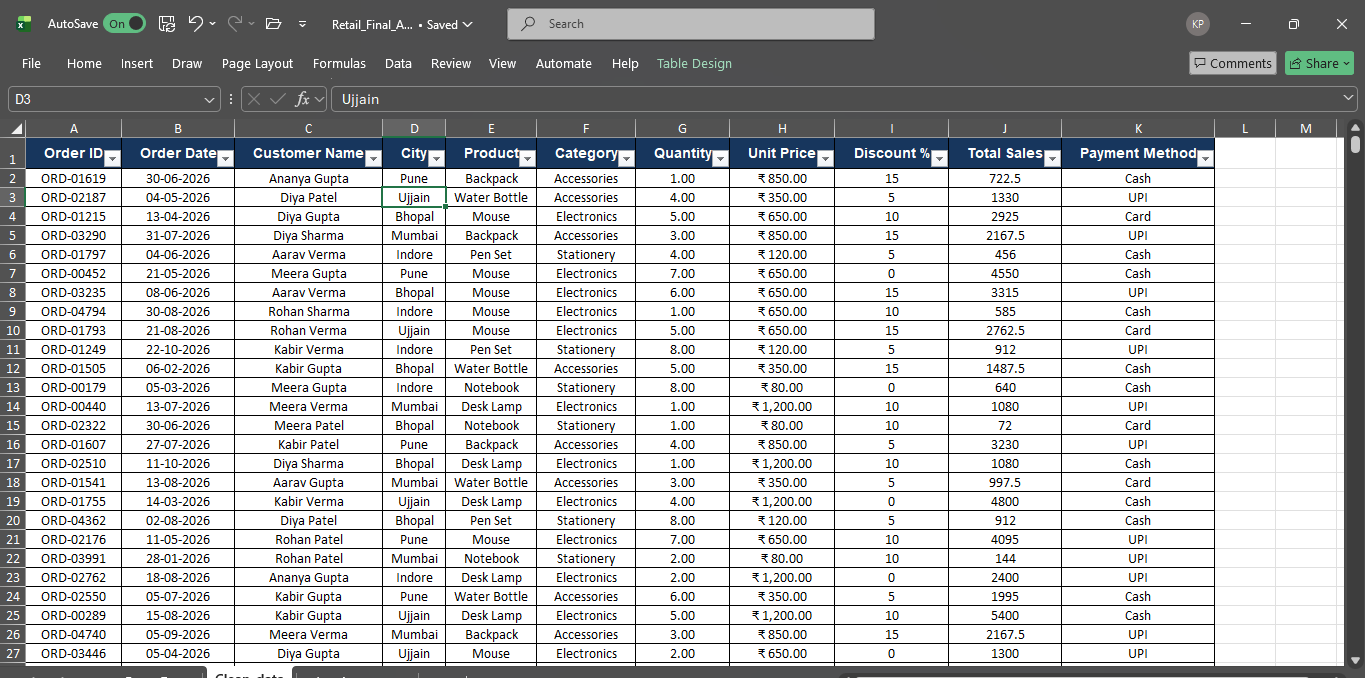 AutoSave On Retail_Final_A... • Saved Search KP
File Home Insert Draw Page Layout Formulas Data Review View Automate Help Table Design Comments Share
D3 fx Ujjain
A B C D E F G H I J K L M
1 Order ID Order Date Customer Name City Product Category Quantity Unit Price Discount % Total Sales Payment Method
2 ORD-01619 30-06-2026 Ananya Gupta Pune Backpack Accessories 1.00 ₹ 850.00 15 722.5 Cash
3 ORD-02187 04-05-2026 Diya Patel Ujjain Water Bottle Accessories 4.00 ₹ 350.00 5 1330 UPI
4 ORD-01215 13-04-2026 Diya Gupta Bhopal Mouse Electronics 5.00 ₹ 650.00 10 2925 Card
5 ORD-03290 31-07-2026 Diya Sharma Mumbai Backpack Accessories 3.00 ₹ 850.00 15 2167.5 UPI
6 ORD-01797 04-06-2026 Aarav Verma Indore Pen Set Stationery 4.00 ₹ 120.00 5 456 Cash
7 ORD-00452 21-05-2026 Meera Gupta Pune Mouse Electronics 7.00 ₹ 650.00 0 4550 Cash
8 ORD-03235 08-06-2026 Aarav Verma Bhopal Mouse Electronics 6.00 ₹ 650.00 15 3315 UPI
9 ORD-04794 30-08-2026 Rohan Sharma Indore Mouse Electronics 1.00 ₹ 650.00 10 585 Cash
10 ORD-01793 21-08-2026 Rohan Verma Ujjain Mouse Electronics 5.00 ₹ 650.00 15 2762.5 Card
11 ORD-01249 22-10-2026 Kabir Verma Indore Pen Set Stationery 8.00 ₹ 120.00 5 912 UPI
12 ORD-01505 06-02-2026 Kabir Gupta Bhopal Water Bottle Accessories 5.00 ₹ 350.00 15 1487.5 Cash
13 ORD-00179 05-03-2026 Meera Gupta Indore Notebook Stationery 8.00 ₹ 80.00 0 640 Cash
14 ORD-00440 13-07-2026 Meera Verma Mumbai Desk Lamp Electronics 1.00 ₹ 1,200.00 10 1080 UPI
15 ORD-02322 30-06-2026 Meera Patel Bhopal Notebook Stationery 1.00 ₹ 80.00 10 72 Card
16 ORD-01607 27-07-2026 Kabir Patel Pune Backpack Accessories 4.00 ₹ 850.00 5 3230 UPI
17 ORD-02510 11-10-2026 Diya Sharma Bhopal Desk Lamp Electronics 1.00 ₹ 1,200.00 10 1080 Cash
18 ORD-01541 13-08-2026 Aarav Gupta Mumbai Water Bottle Accessories 3.00 ₹ 350.00 5 997.5 Card
19 ORD-01755 14-03-2026 Kabir Verma Ujjain Desk Lamp Electronics 4.00 ₹ 1,200.00 0 4800 Cash
20 ORD-04362 02-08-2026 Diya Patel Bhopal Pen Set Stationery 8.00 ₹ 120.00 5 912 Cash
21 ORD-02176 11-05-2026 Rohan Patel Pune Mouse Electronics 7.00 ₹ 650.00 10 4095 UPI
22 ORD-03991 28-01-2026 Rohan Patel Mumbai Notebook Stationery 2.00 ₹ 80.00 10 144 UPI
23 ORD-02762 18-08-2026 Ananya Gupta Indore Desk Lamp Electronics 2.00 ₹ 1,200.00 0 2400 UPI
24 ORD-02550 05-07-2026 Kabir Gupta Pune Water Bottle Accessories 6.00 ₹ 350.00 5 1995 Cash
25 ORD-00289 15-08-2026 Kabir Gupta Ujjain Desk Lamp Electronics 5.00 ₹ 1,200.00 10 5400 Cash
26 ORD-04740 05-09-2026 Meera Verma Mumbai Backpack Accessories 3.00 ₹ 850.00 15 2167.5 UPI
27 ORD-03446 05-04-2026 Diya Gupta Ujjain Mouse Electronics 2.00 ₹ 650.00 0 1300 UPI